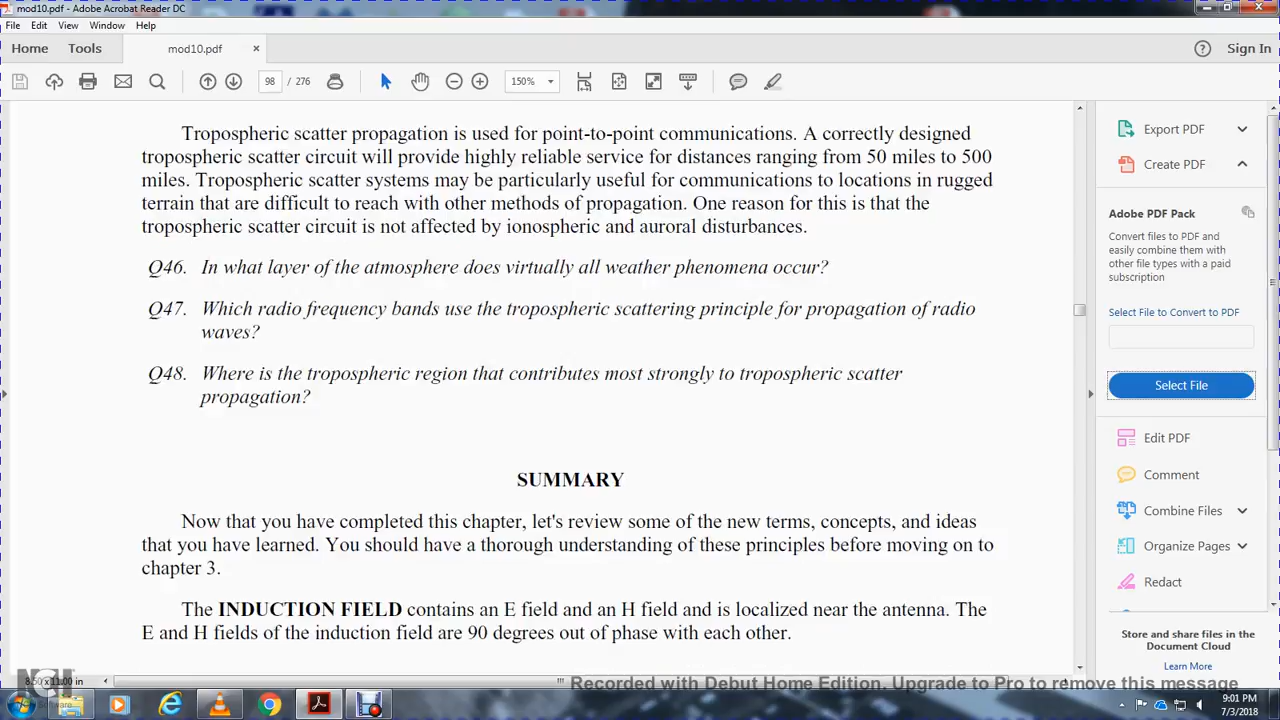 mod10.pdf - Adobe Acrobat Reader DC
File Edit View Window Help
Home Tools mod10.pdf × Sign In
98 / 276 150%
Tropospheric scatter propagation is used for point-to-point communications. A correctly designed
tropospheric scatter circuit will provide highly reliable service for distances ranging from 50 miles to 500
miles. Tropospheric scatter systems may be particularly useful for communications to locations in rugged
terrain that are difficult to reach with other methods of propagation. One reason for this is that the
tropospheric scatter circuit is not affected by ionospheric and auroral disturbances.
Q46. In what layer of the atmosphere does virtually all weather phenomena occur?
Q47. Which radio frequency bands use the tropospheric scattering principle for propagation of radio
waves?
Q48. Where is the tropospheric region that contributes most strongly to tropospheric scatter
propagation?
SUMMARY
Now that you have completed this chapter, let's review some of the new terms, concepts, and ideas
that you have learned. You should have a thorough understanding of these principles before moving on to
chapter 3.
The INDUCTION FIELD contains an E field and an H field and is localized near the antenna. The
E and H fields of the induction field are 90 degrees out of phase with each other.
Export PDF
Create PDF
Adobe PDF Pack
Convert files to PDF and
easily combine them with
other file types with a paid
subscription
Select File to Convert to PDF
Select File
Edit PDF
Comment
Combine Files
Organize Pages
Redact
Store and share files in the
Document Cloud
Learn More
8.50 x 11.00 in
Recorded with Debut Home Edition. Upgrade to Pro to remove this message
NCH
Software
9:01 PM
7/3/2018